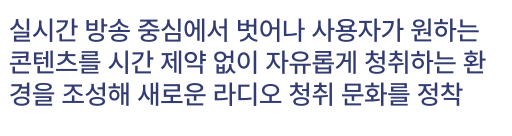 실시간 방송 중심에서 벗어나 사용자가 원하는
콘텐츠를 시간 제약 없이 자유롭게 청취하는 환
경을 조성해 새로운 라디오 청취 문화를 정착